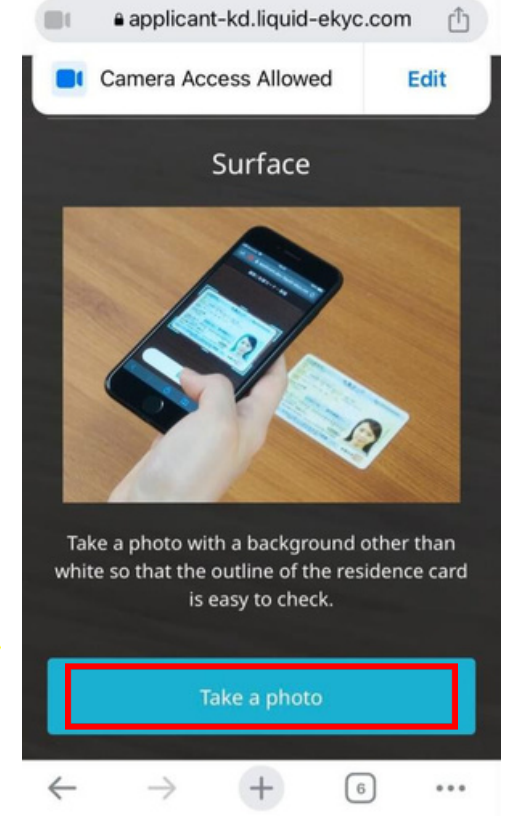 applicant-kd.liquid-ekyc.com
Camera Access Allowed
Edit
Surface
Take a photo with a background other than
white so that the outline of the residence card
is easy to check.
Take a photo
6